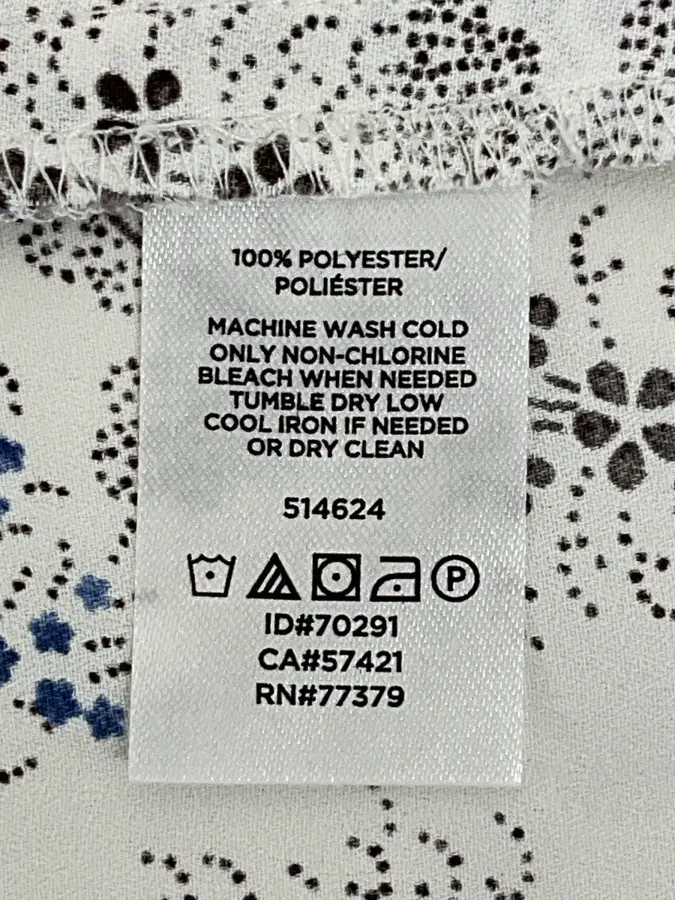 100% POLYESTER/
POLIÉSTER
MACHINE WASH COLD
ONLY NON-CHLORINE
BLEACH WHEN NEEDED
TUMBLE DRY LOW
COOL IRON IF NEEDED
OR DRY CLEAN
514624
P
ID#70291
CA#57421
RN#77379